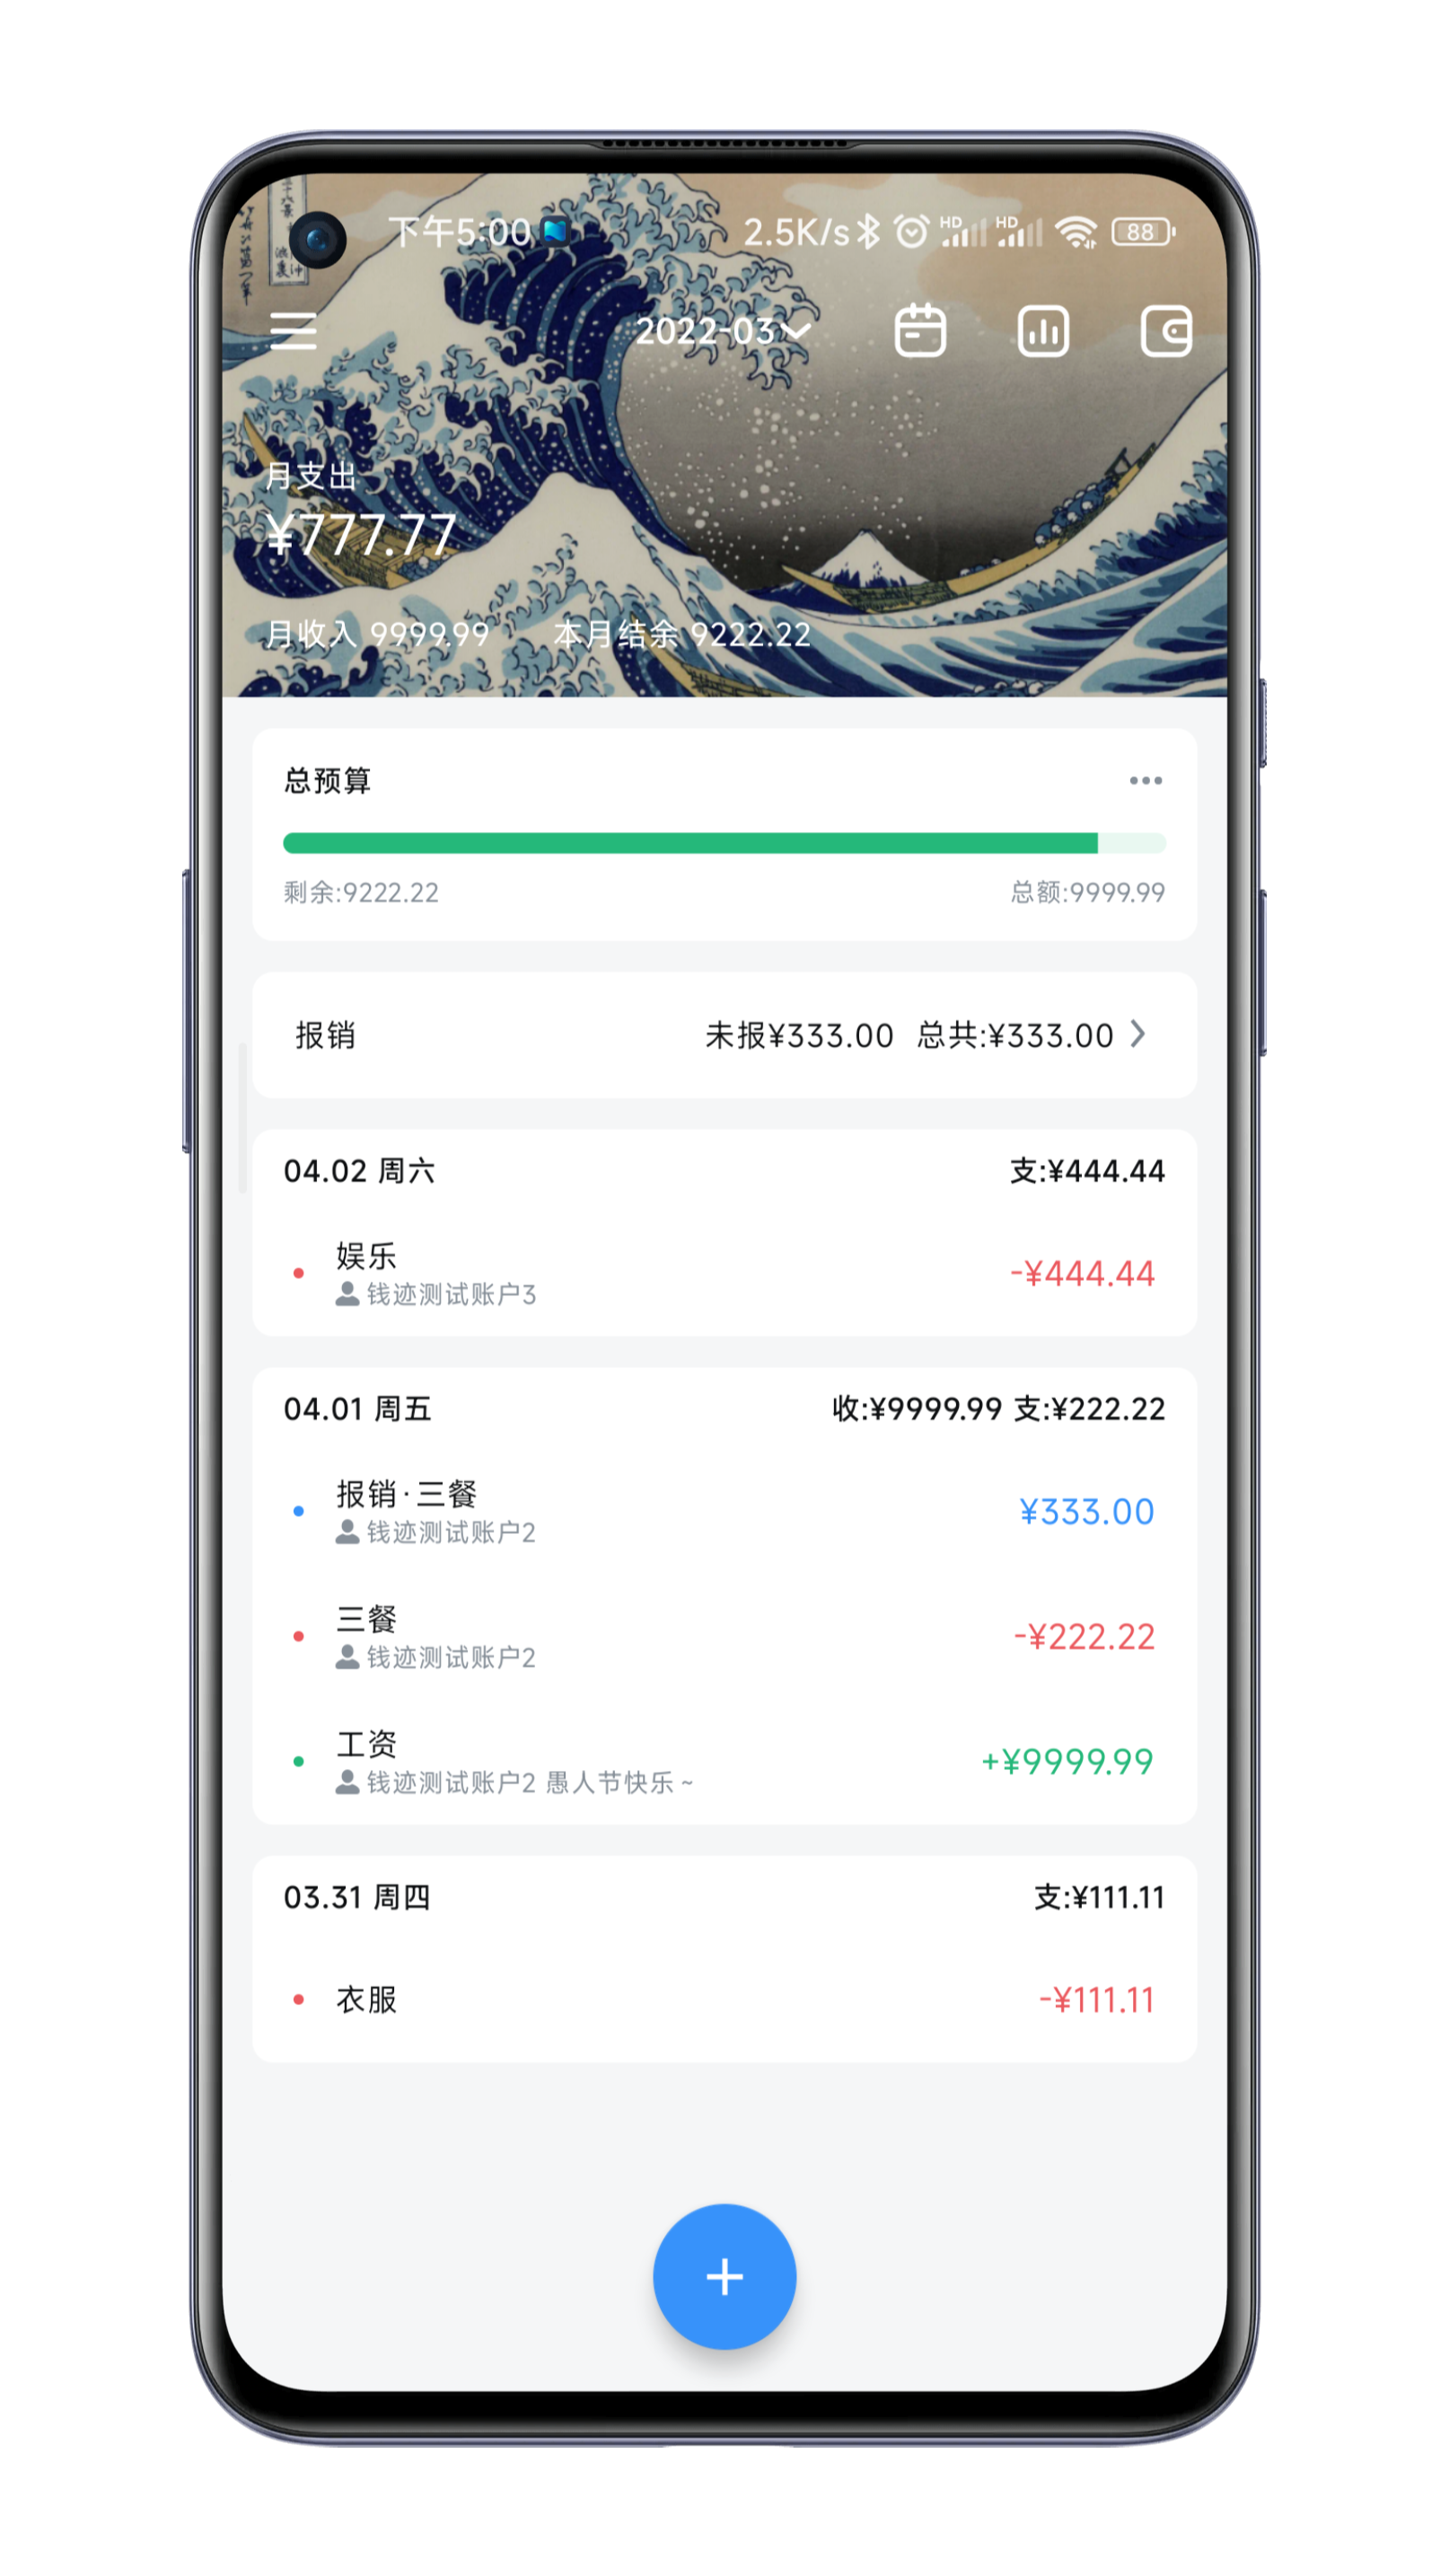 下午5:00 2.5K/s HD HD 88
2022-03
月支出
¥777.77
月收入 9999.99 本月结余 9222.22
总预算
剩余:9222.22 总额:9999.99
报销 未报¥333.00 总共:¥333.00
04.02 周六 支:¥444.44
娱乐
钱迹测试账户3
-¥444.44
04.01 周五 收:¥9999.99 支:¥222.22
报销·三餐
钱迹测试账户2
¥333.00
三餐
钱迹测试账户2
-¥222.22
工资
钱迹测试账户2 愚人节快乐~
+¥9999.99
03.31 周四 支:¥111.11
衣服 -¥111.11